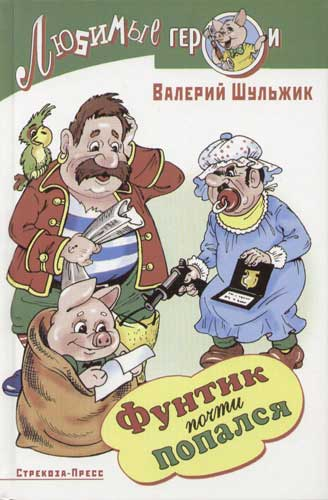 Любимые герои
Валерий Шульжик
Фунтик
почти
попался
Стрекоза-Пресс